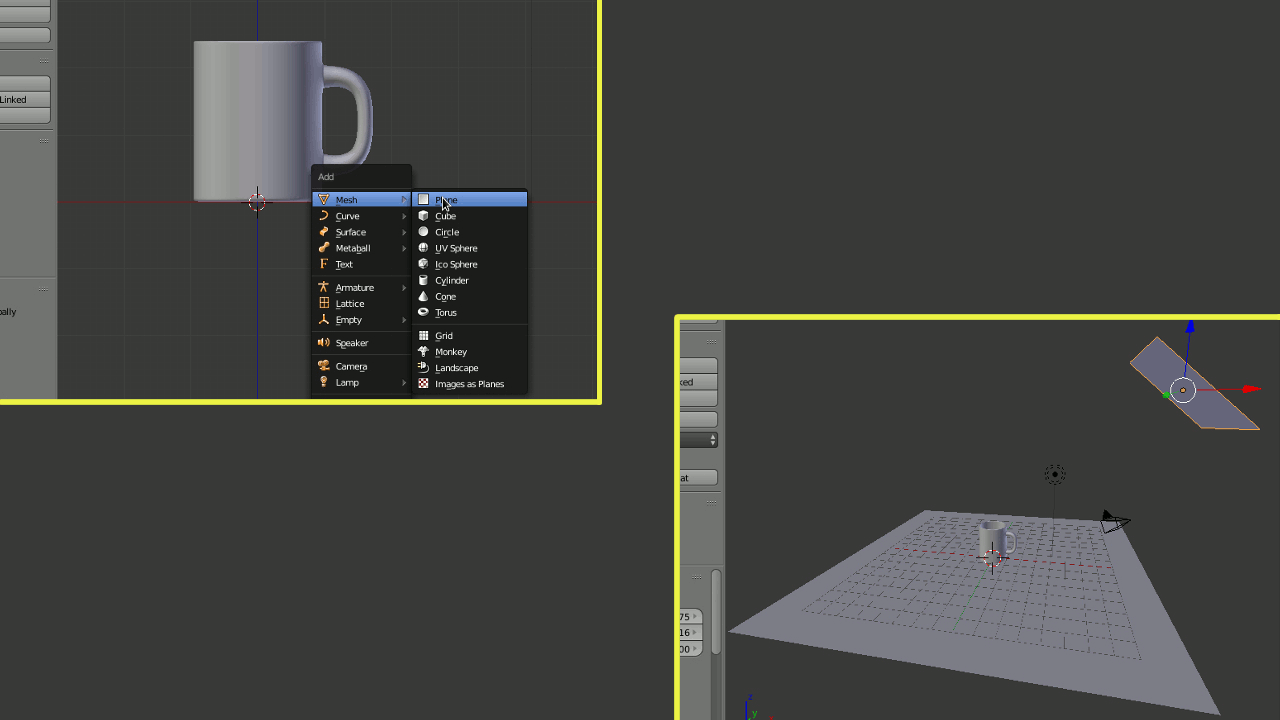 Linked
ally
Add
Mesh
Curve
Surface
Metaball
Text
Armature
Lattice
Empty
Speaker
Camera
Lamp
Plane
Cube
Circle
UV Sphere
Ico Sphere
Cylinder
Cone
Torus
Grid
Monkey
Landscape
Images as Planes
ked
at
75
16
00
z
y